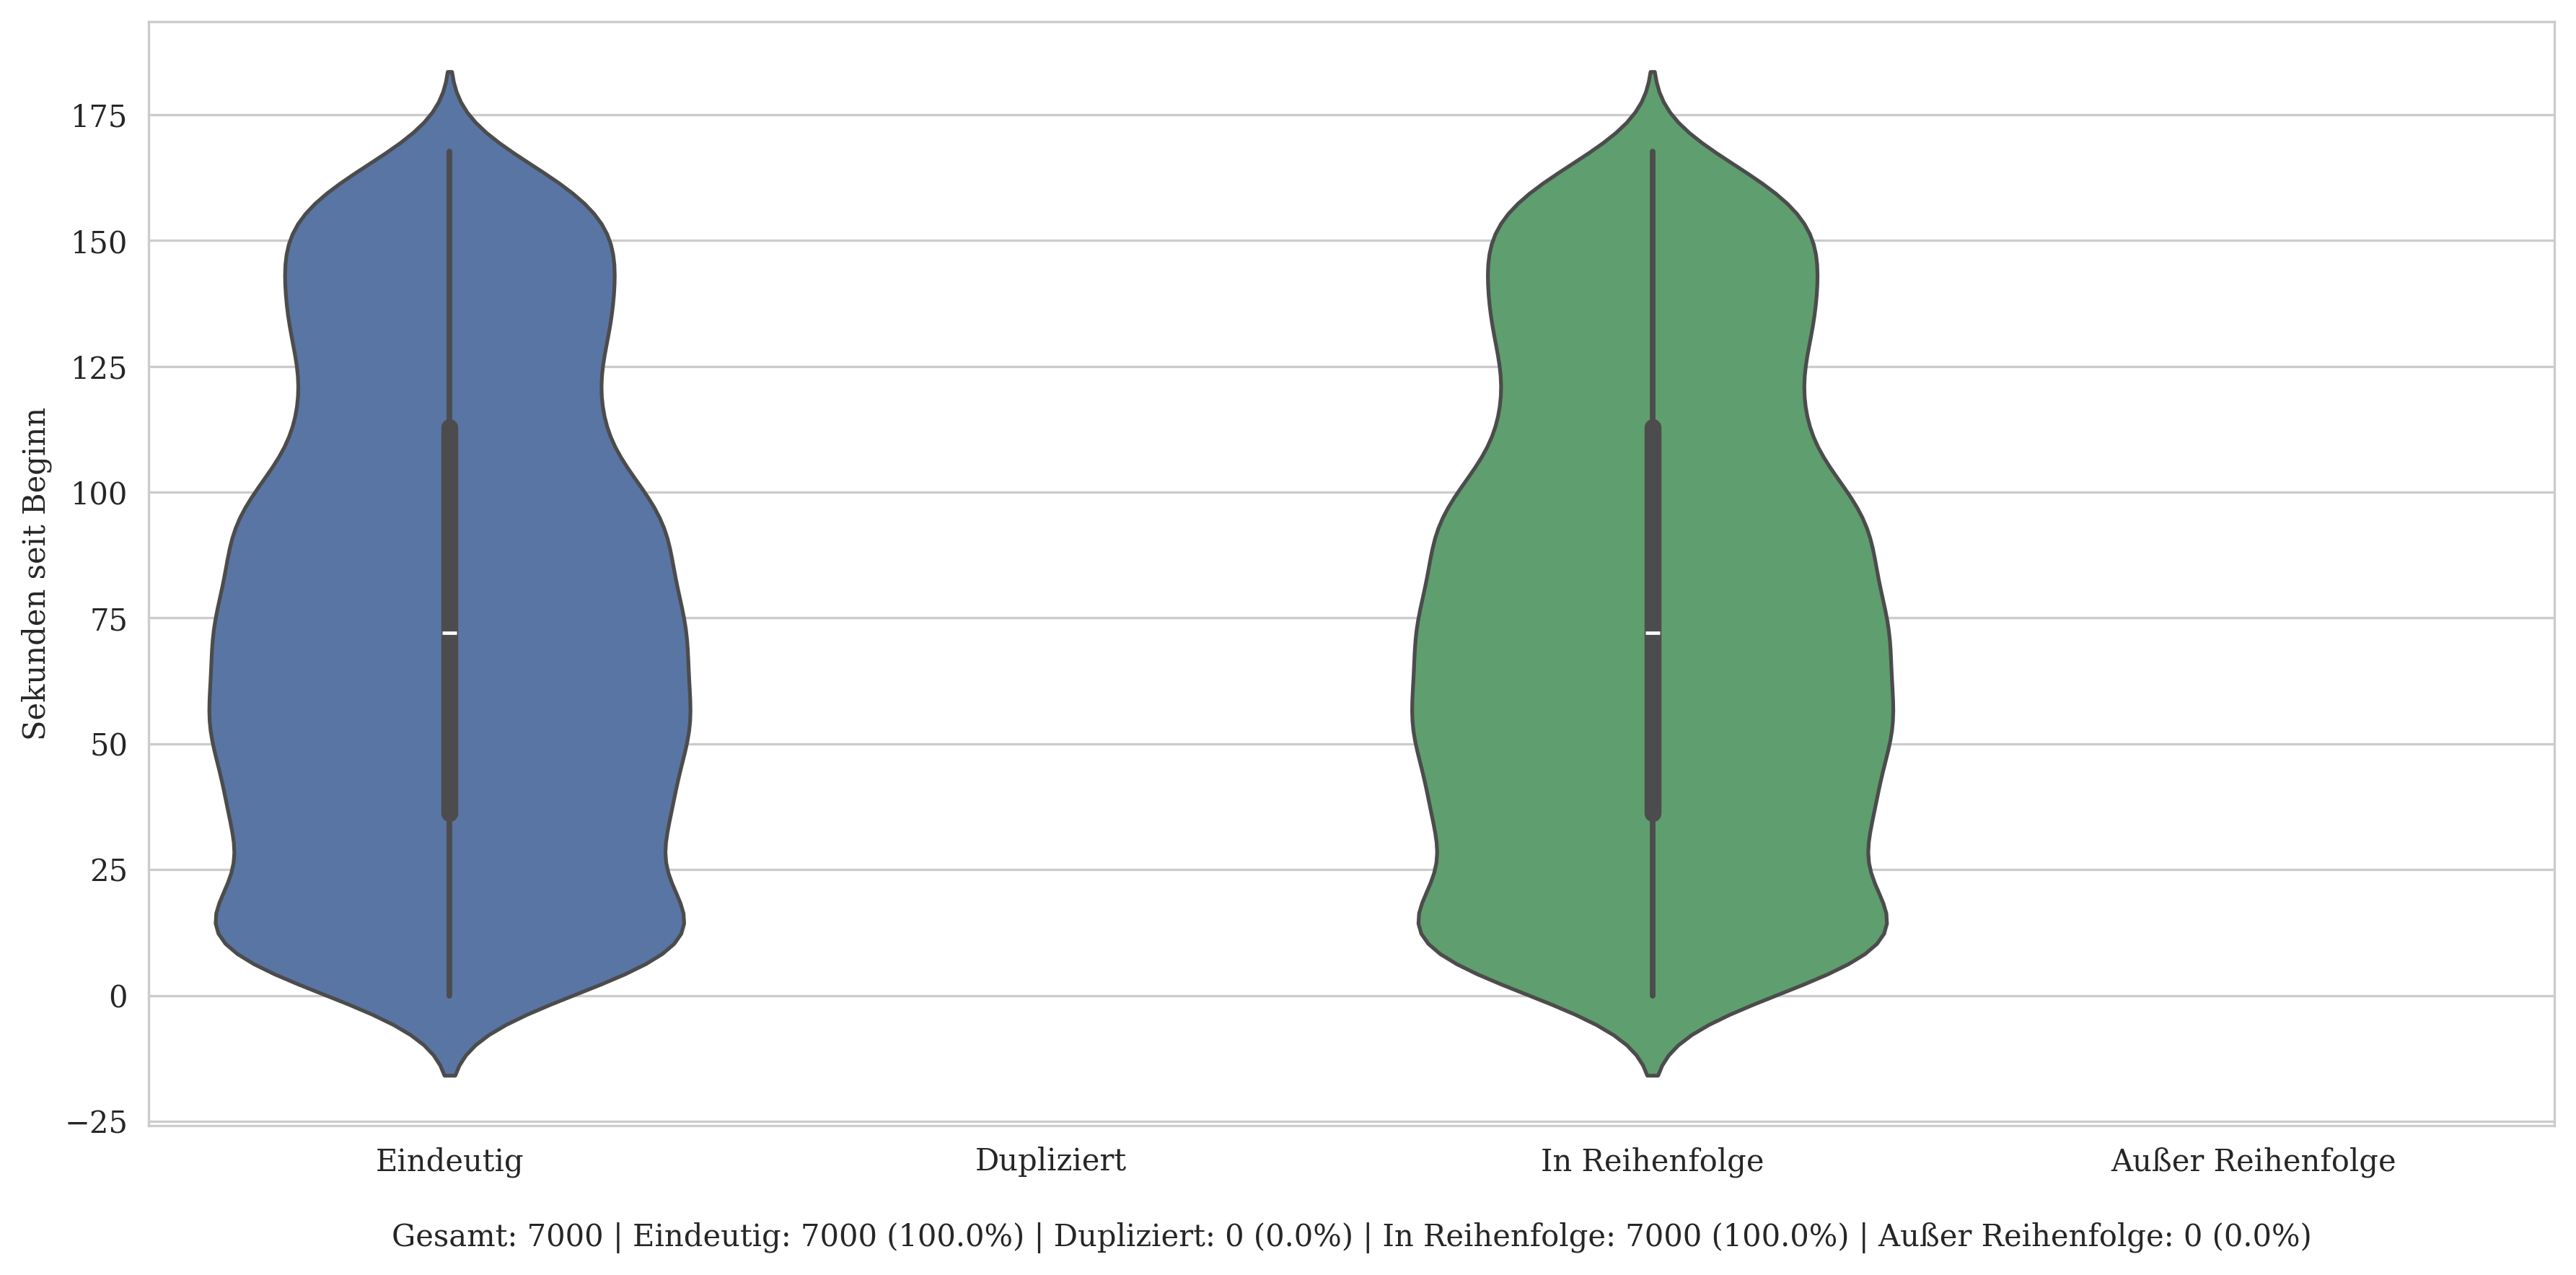 Sekunden seit Beginn
175
150
125
100
75
50
25
0
−25
Eindeutig
Dupliziert
In Reihenfolge
Außer Reihenfolge
Gesamt: 7000 | Eindeutig: 7000 (100.0%) | Dupliziert: 0 (0.0%) | In Reihenfolge: 7000 (100.0%) | Außer Reihenfolge: 0 (0.0%)